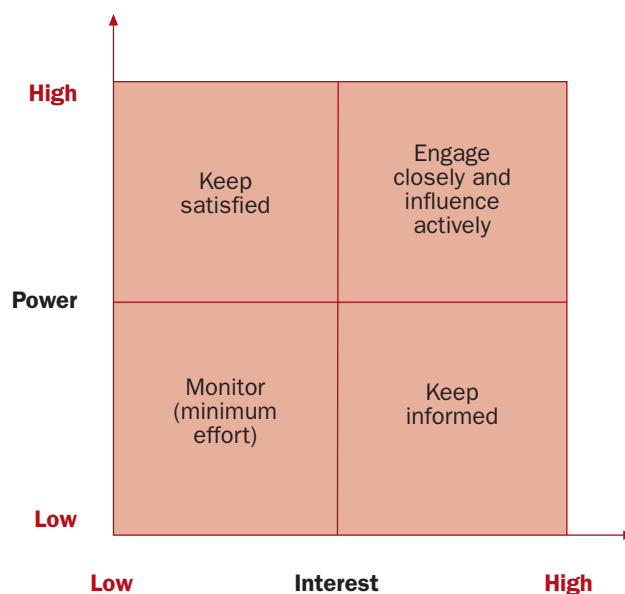 High
Keep
satisfied
Engage
closely and
influence
actively
Power
Monitor
(minimum
effort)
Keep
informed
Low
Low
Interest
High